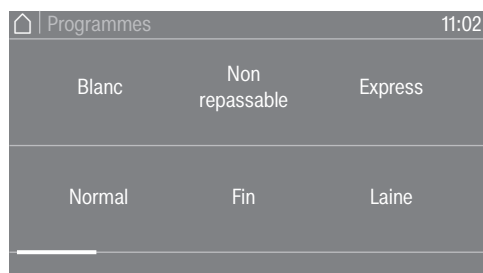 Programmes 11:02
Blanc
Non
repassable
Express
Normal
Fin
Laine